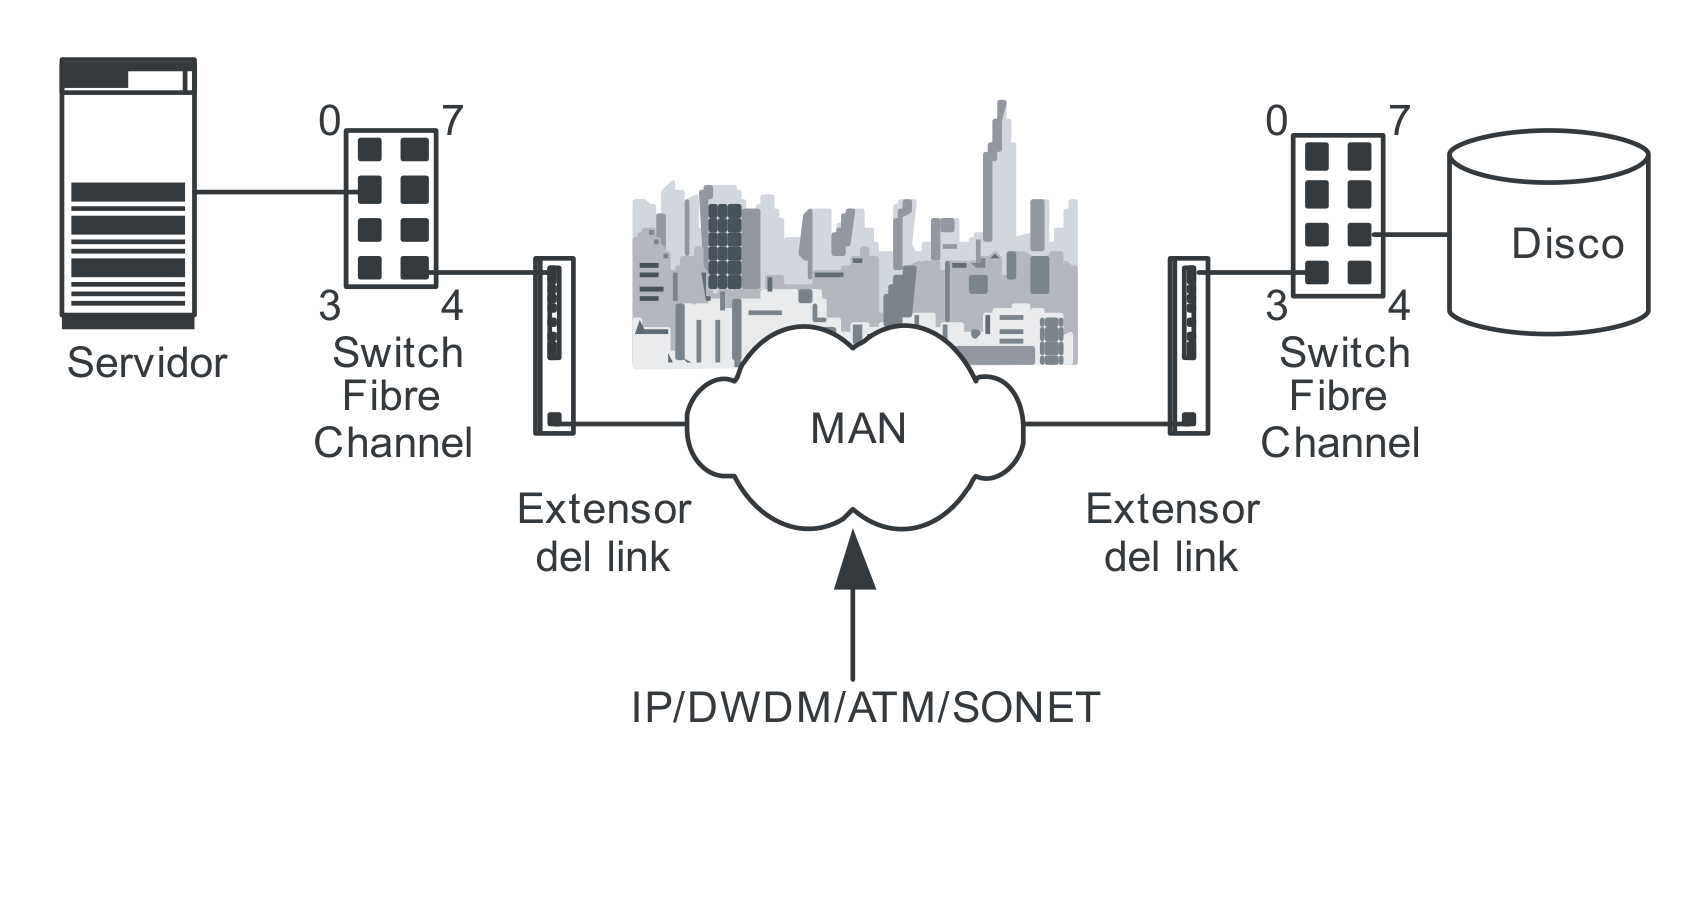 0 7
3 4
Servidor
Switch
Fibre
Channel
Extensor
del link
MAN
IP/DWDM/ATM/SONET
Extensor
del link
0 7
3 4
Switch
Fibre
Channel
Disco